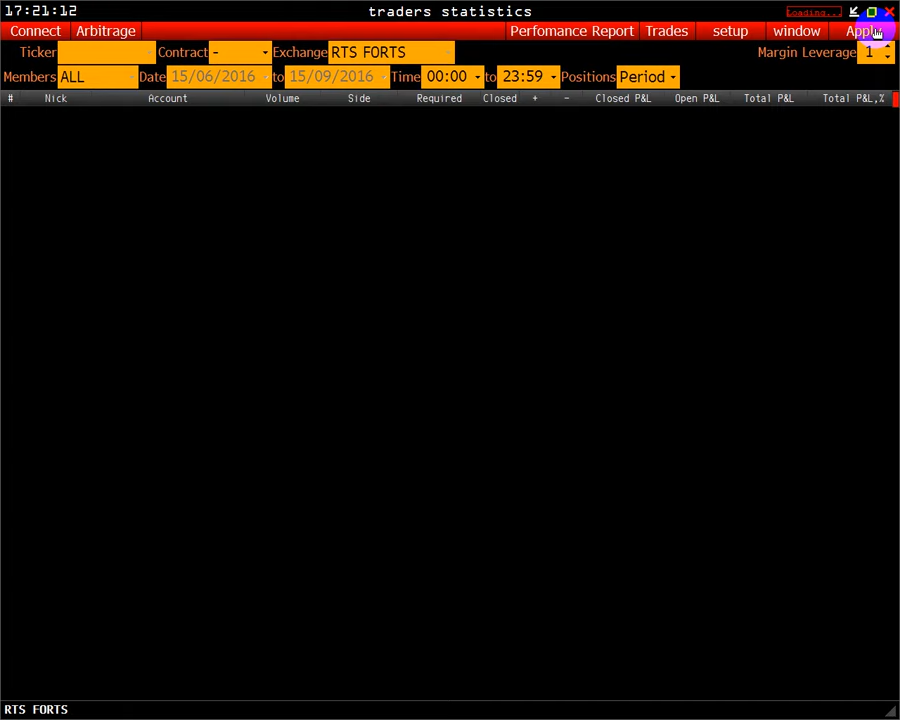 17:21:12 traders statistics Loading...
Connect Arbitrage Perfomance Report Trades setup window Apply
Ticker Contract - Exchange RTS FORTS Margin Leverage 1
Members ALL Date 15/06/2016 to 15/09/2016 Time 00:00 to 23:59 Positions Period
# Nick Account Volume Side Required Closed + - Closed P&L Open P&L Total P&L Total P&L,%
RTS FORTS